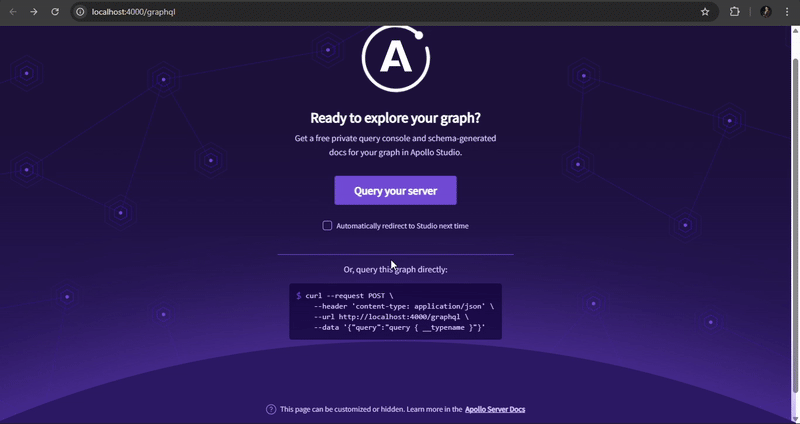 localhost:4000/graphql
A
Ready to explore your graph?
Get a free private query console and schema-generated
docs for your graph in Apollo Studio.
Query your server
Automatically redirect to Studio next time
Or, query this graph directly:
$ curl --request POST \
--header 'content-type: application/json' \
--url http://localhost:4000/graphql \
--data '{"query":"query { __typename }"}'
? This page can be customized or hidden. Learn more in the Apollo Server Docs